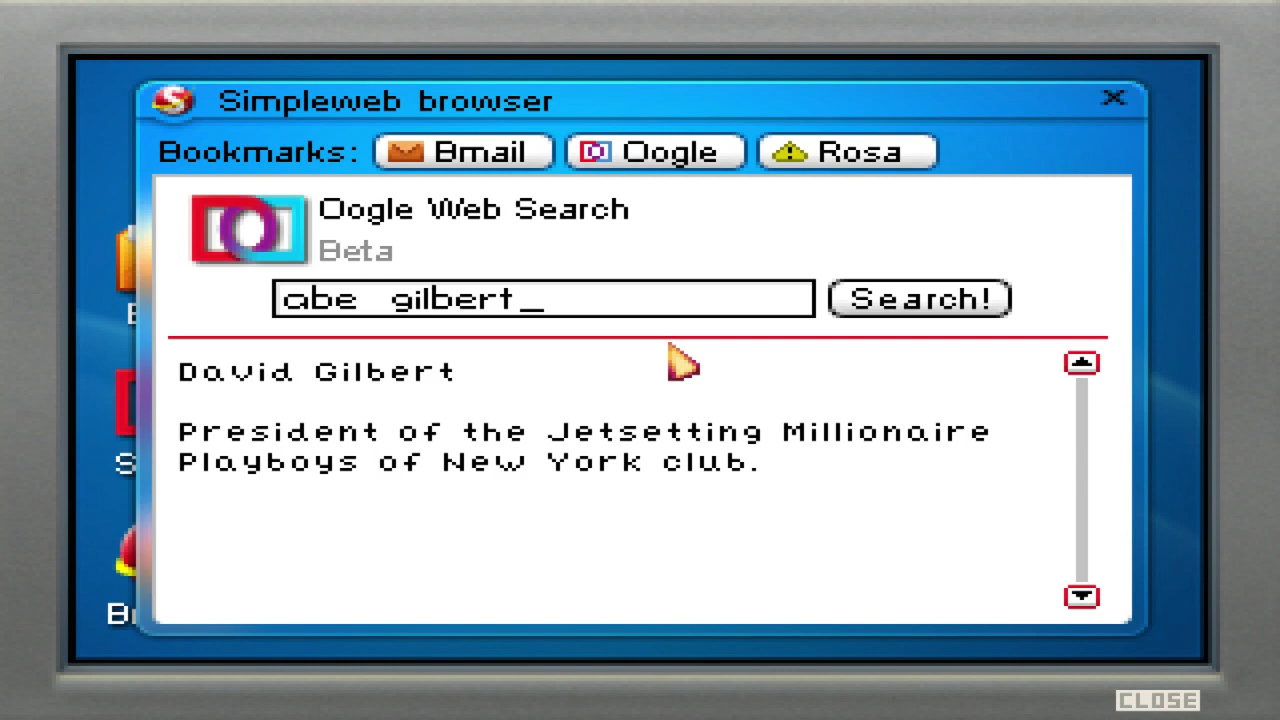 Simpleweb browser
Bookmarks: Bmail Oogle Rosa
Oogle Web Search
Beta
abe gilbert_ Search!
David Gilbert
President of the Jetsetting Millionaire
Playboys of New York club.
CLOSE